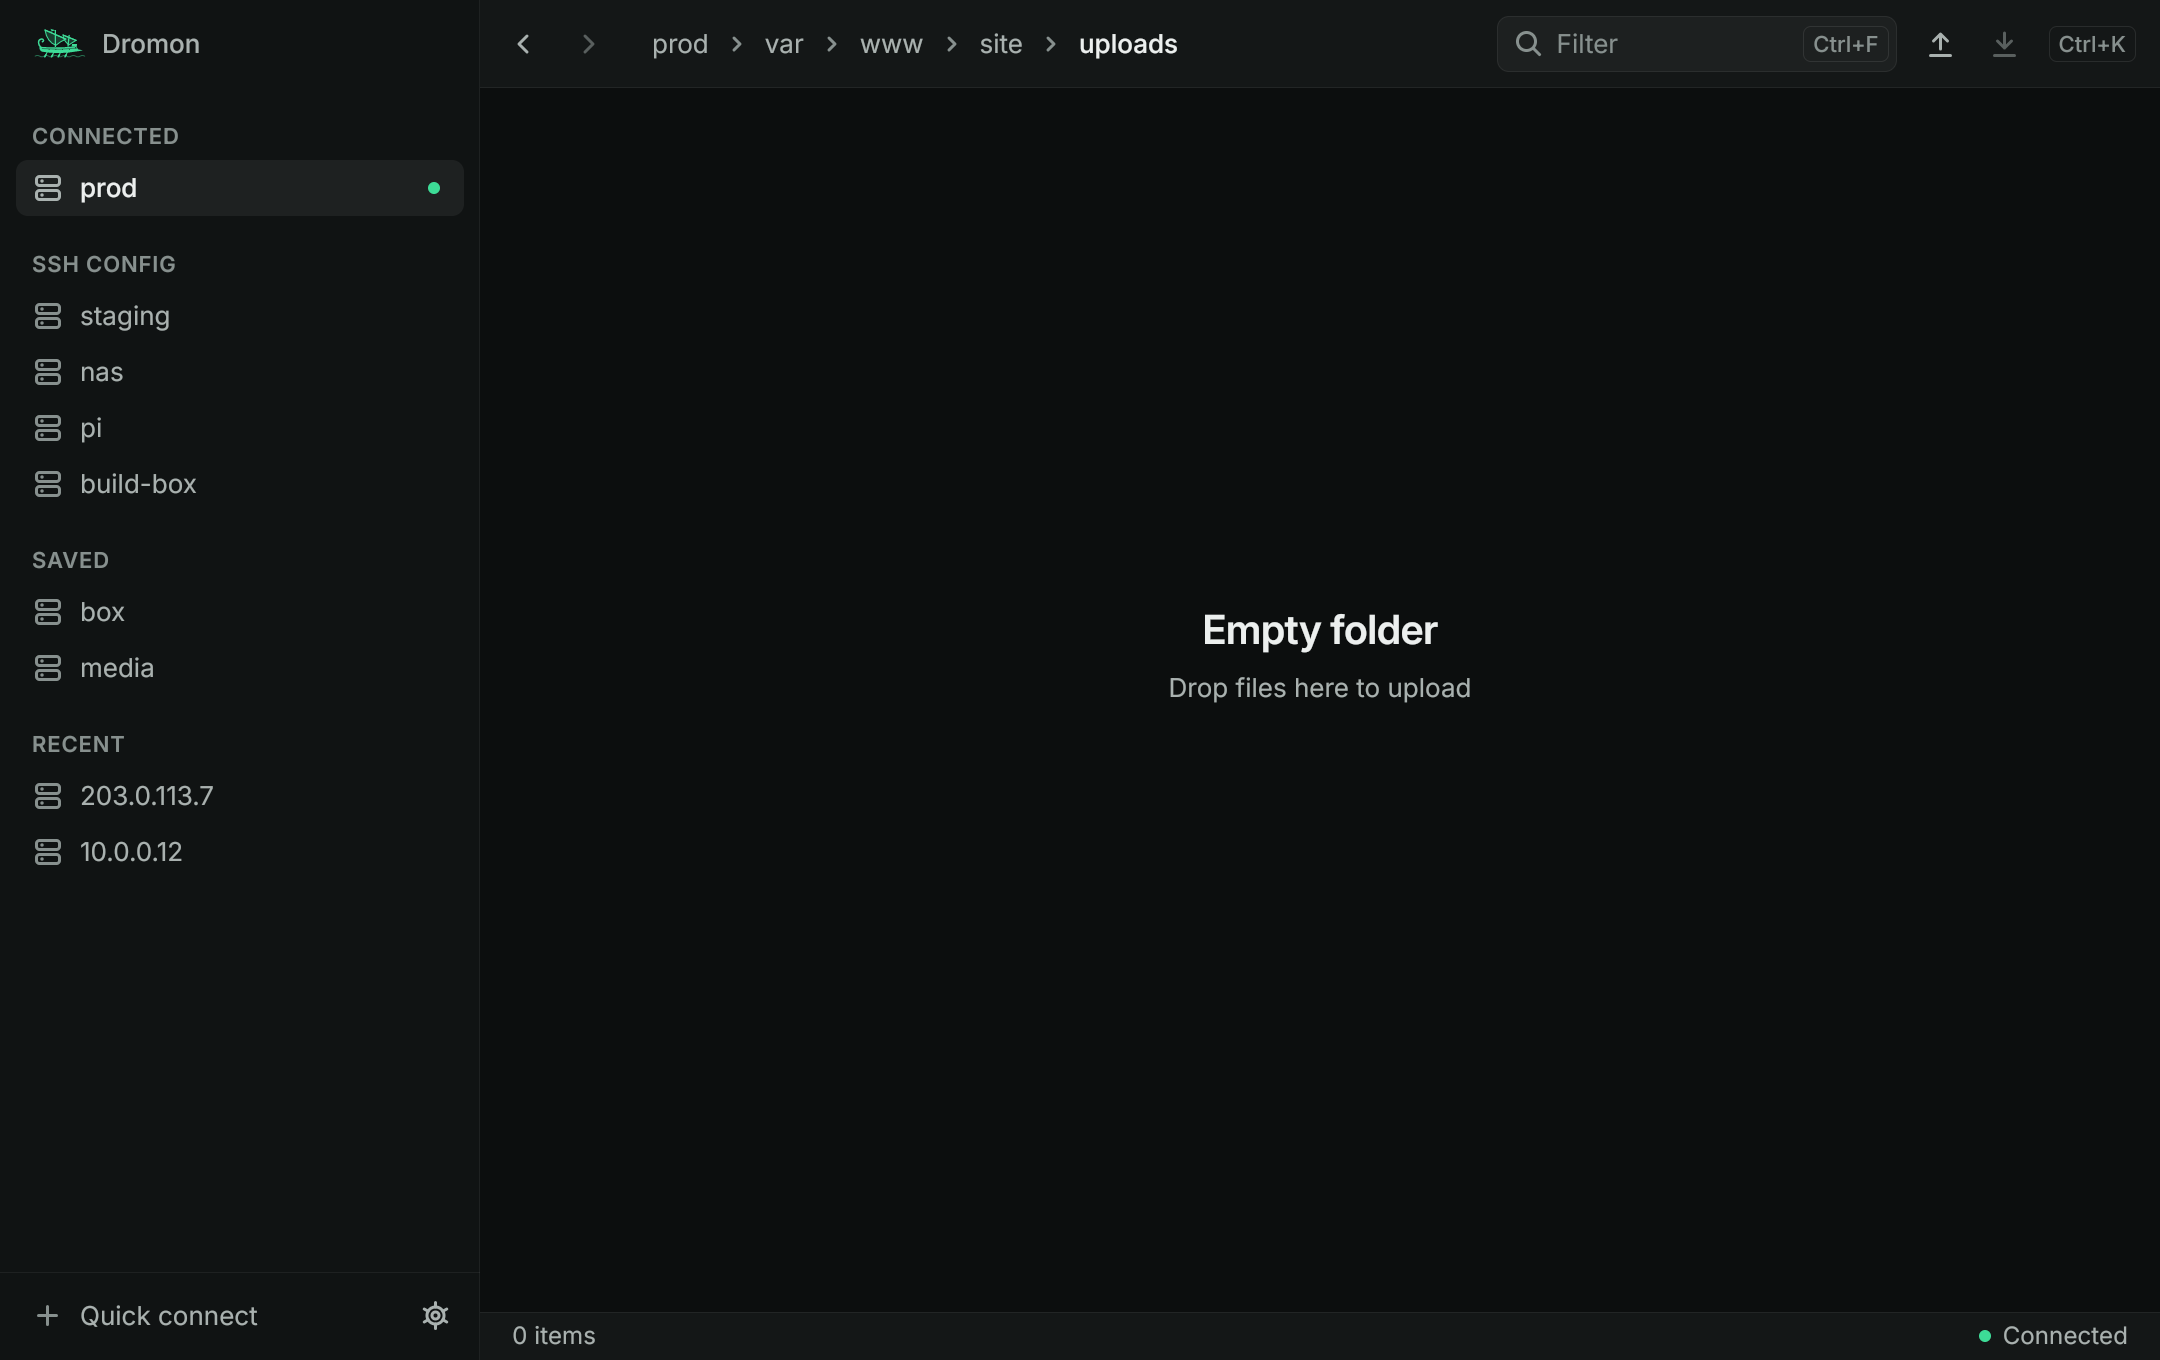 Dromon
CONNECTED
prod
SSH CONFIG
staging
nas
pi
build-box
SAVED
box
media
RECENT
203.0.113.7
10.0.0.12
Quick connect
prod > var > www > site > uploads
Filter Ctrl+F
Ctrl+K
Empty folder
Drop files here to upload
0 items
Connected